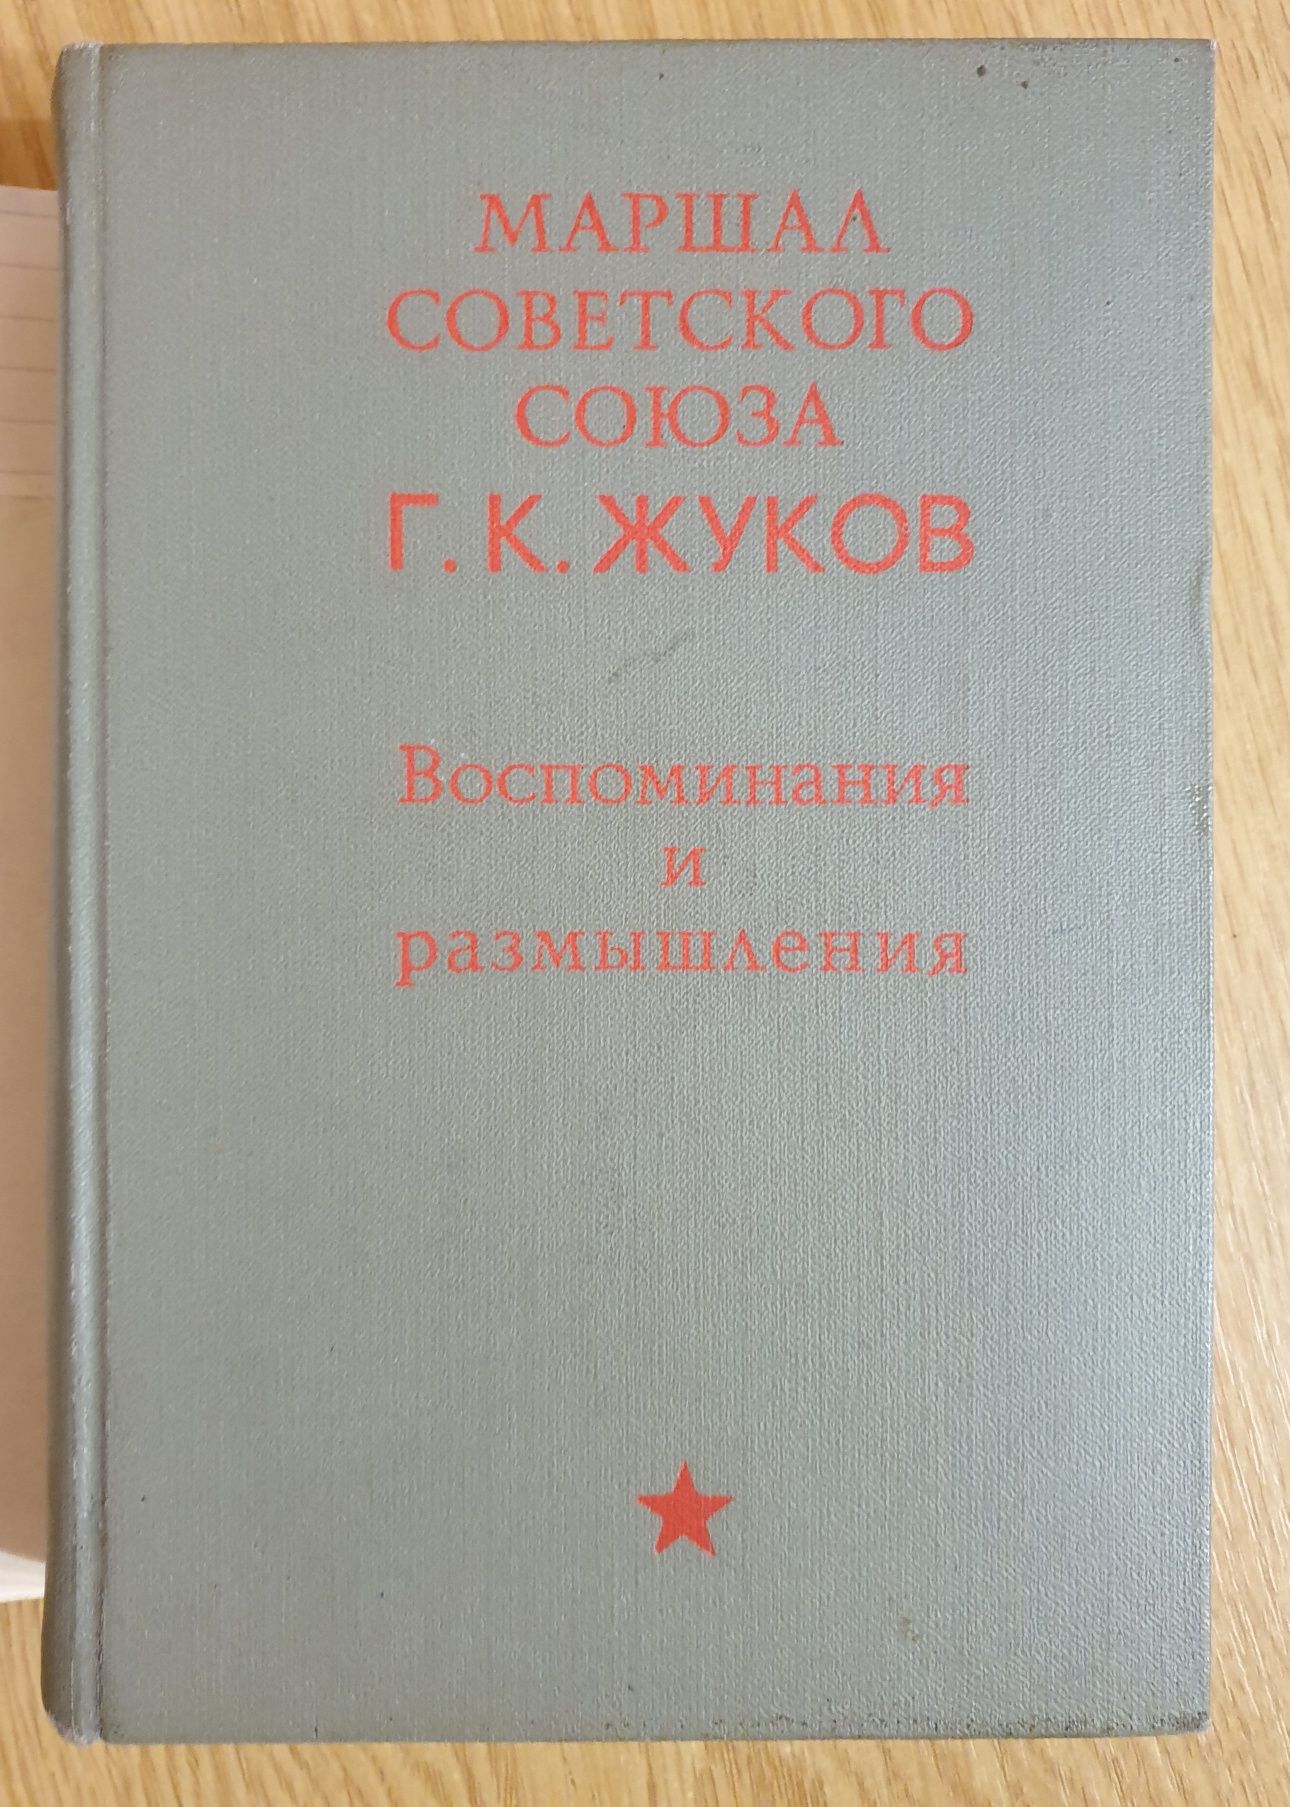 МАРШАЛ
СОВЕТСКОГО
СОЮЗА
Г. К. ЖУКОВ
Воспоминания
и
размышления